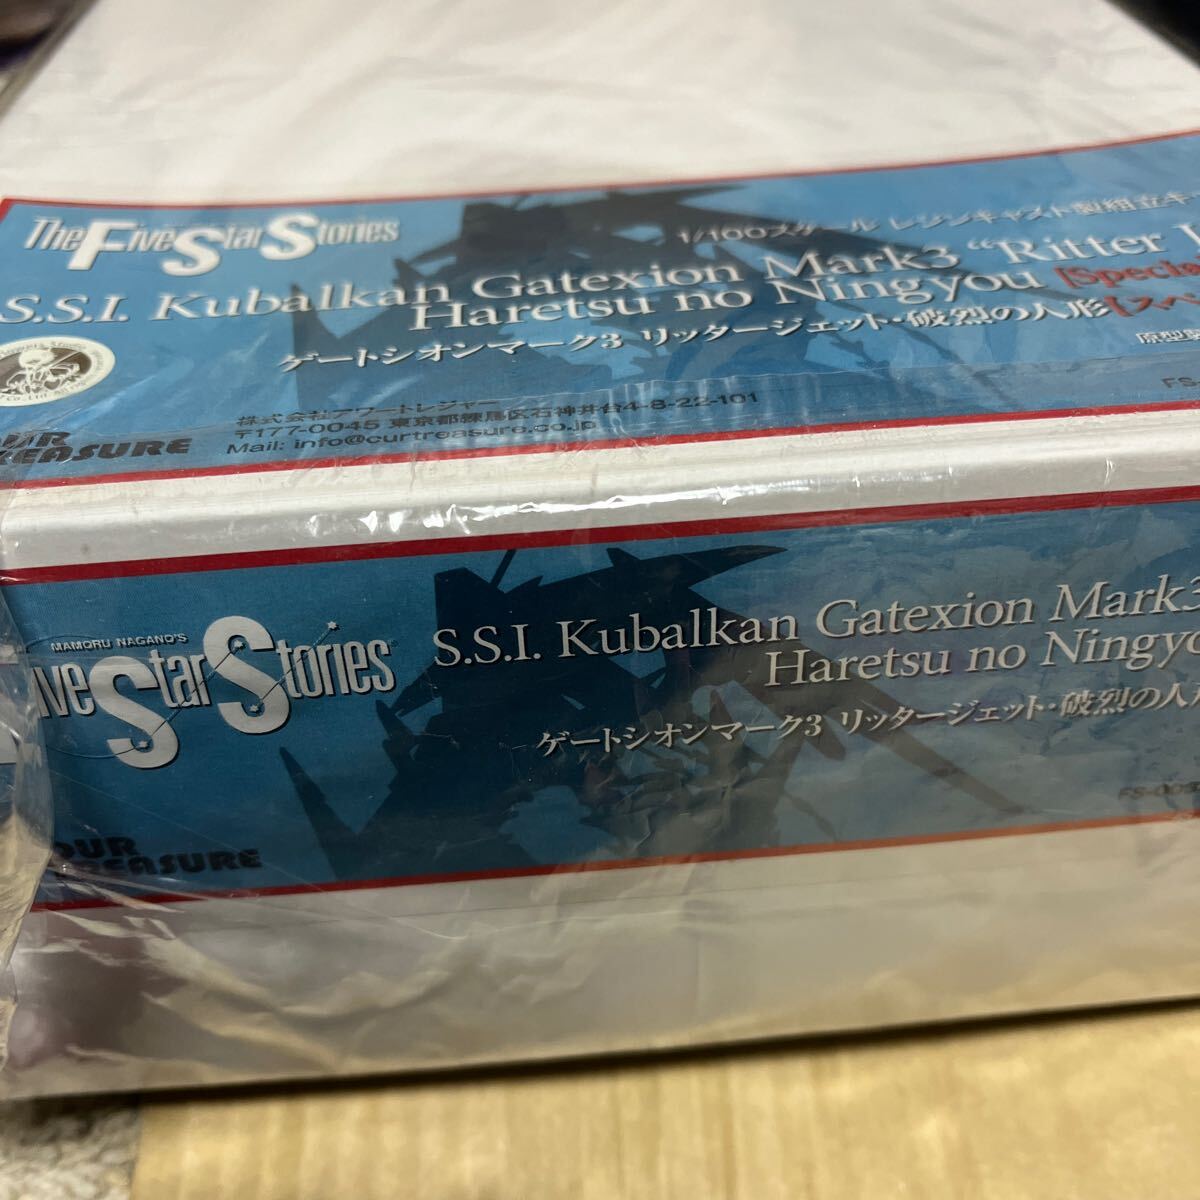 The Five Star Stories
1/100スケール レジンキャスト製組立キ
S.S.I. Kubalkan Gatexion Mark3 “Ritter J
Haretsu no Ningyou [Special
ゲートシオンマーク3 リッタージェット・破烈の人形【スペ
原型製
FS-
株式会社アワートレジャー
〒177-0045 東京都練馬区石神井台4-8-22-101
Mail: info@ourtreasure.co.jp
OUR
TREASURE
MAMORU NAGANO'S
Five Star Stories
S.S.I. Kubalkan Gatexion Mark3
Haretsu no Ningyo
ゲートシオンマーク3 リッタージェット・破烈の人形
OUR
TREASURE